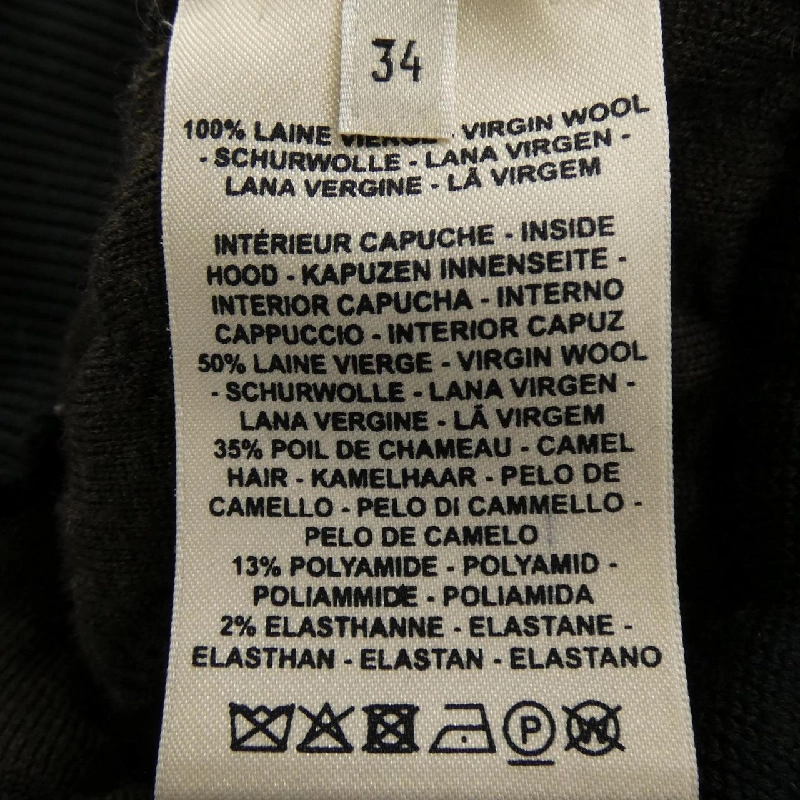 34
100% LAINE VIERGE - VIRGIN WOOL
- SCHURWOLLE - LANA VIRGEN -
LANA VERGINE - LÃ VIRGEM
INTÉRIEUR CAPUCHE - INSIDE
HOOD - KAPUZEN INNENSEITE -
INTERIOR CAPUCHA - INTERNO
CAPPUCCIO - INTERIOR CAPUZ
50% LAINE VIERGE - VIRGIN WOOL
- SCHURWOLLE - LANA VIRGEN -
LANA VERGINE - LÃ VIRGEM
35% POIL DE CHAMEAU - CAMEL
HAIR - KAMELHAAR - PELO DE
CAMELLO - PELO DI CAMMELLO -
PELO DE CAMELO
13% POLYAMIDE - POLYAMID -
POLIAMMIDE - POLIAMIDA
2% ELASTHANNE - ELASTANE -
ELASTHAN - ELASTAN - ELASTANO
P W